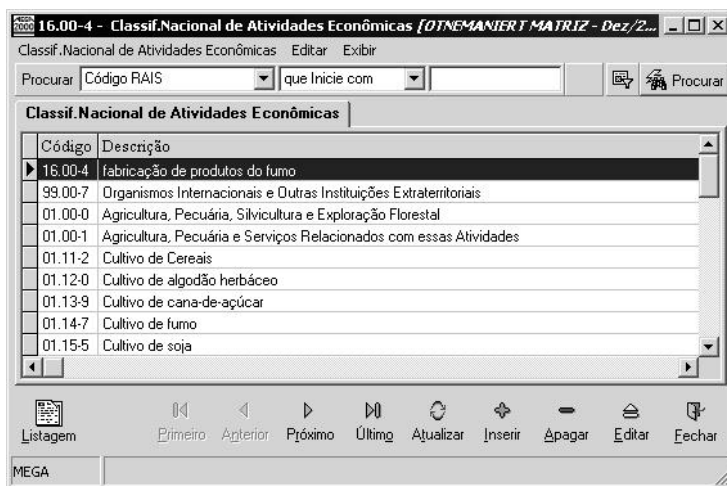 16.00-4 - Classif.Nacional de Atividades Econômicas [OTNEMANIERT MATRIZ - Dez/2...
Classif.Nacional de Atividades Econômicas Editar Exibir
Procurar Código RAIS que Inicie com Procurar
Classif.Nacional de Atividades Econômicas
Código Descrição
16.00-4 fabricação de produtos do fumo
99.00-7 Organismos Internacionais e Outras Instituições Extraterritoriais
01.00-0 Agricultura, Pecuária, Silvicultura e Exploração Florestal
01.00-1 Agricultura, Pecuária e Serviços Relacionados com essas Atividades
01.11-2 Cultivo de Cereais
01.12-0 Cultivo de algodão herbáceo
01.13-9 Cultivo de cana-de-açúcar
01.14-7 Cultivo de fumo
01.15-5 Cultivo de soja
Listagem Primeiro Anterior Próximo Último Atualizar Inserir Apagar Editar Fechar
MEGA